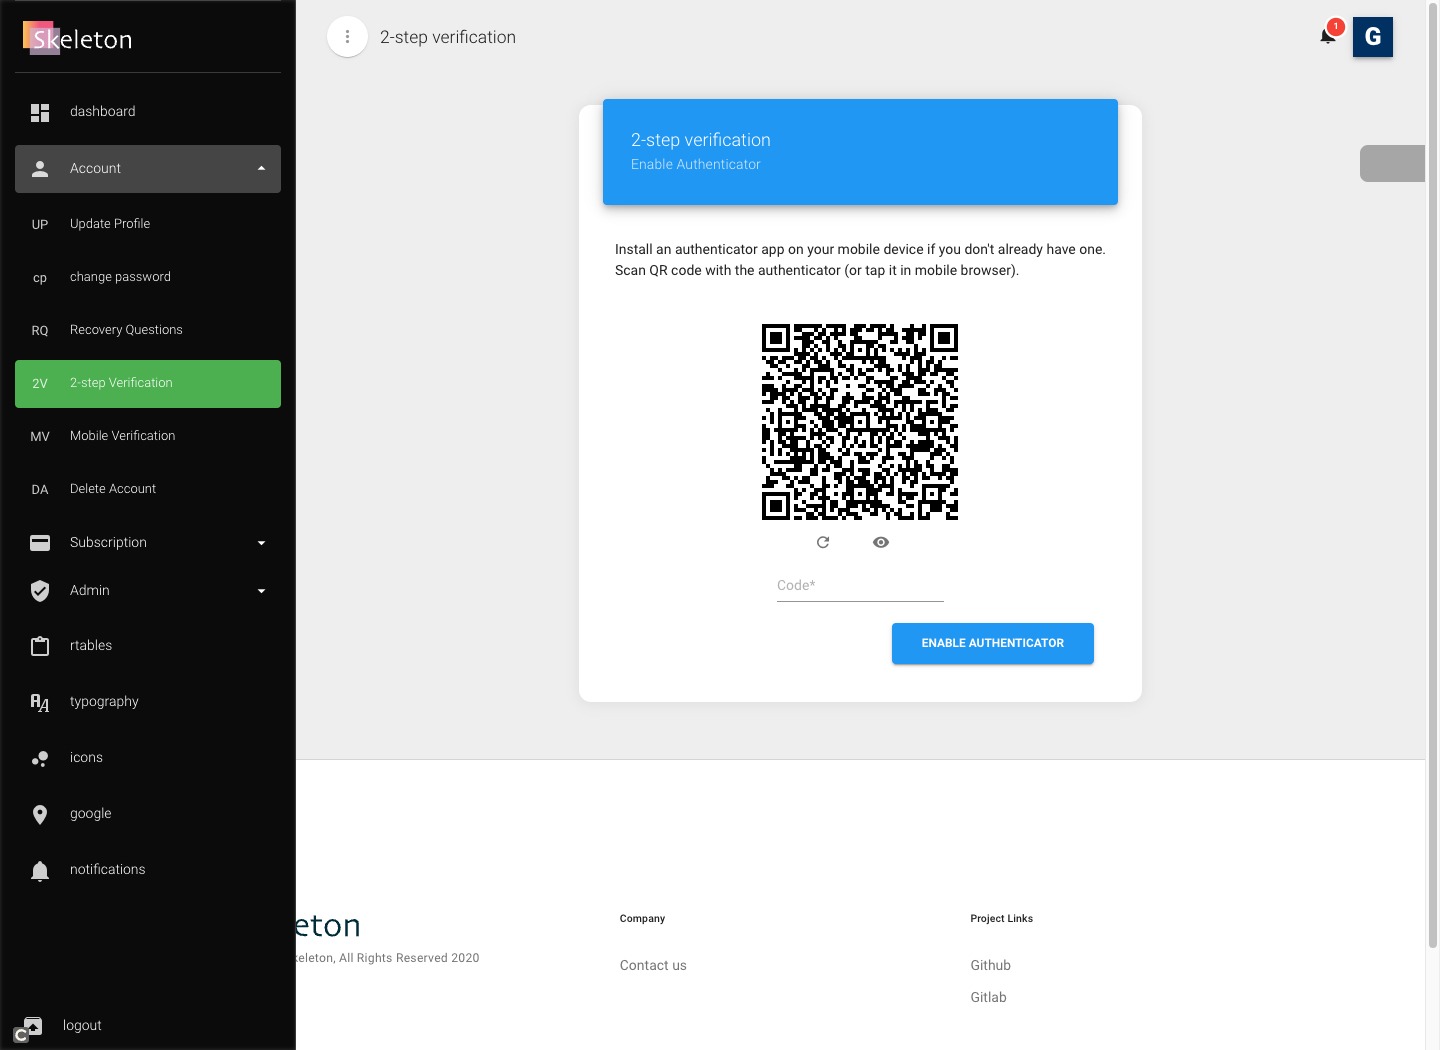 Skeleton
dashboard
Account
UP Update Profile
cp change password
RQ Recovery Questions
2V 2-step Verification
MV Mobile Verification
DA Delete Account
Subscription
Admin
rtables
typography
icons
google
notifications
logout
C
2-step verification
1
G
2-step verification
Enable Authenticator
Install an authenticator app on your mobile device if you don't already have one.
Scan QR code with the authenticator (or tap it in mobile browser).
Code*
ENABLE AUTHENTICATOR
eton
keleton, All Rights Reserved 2020
Company
Contact us
Project Links
Github
Gitlab